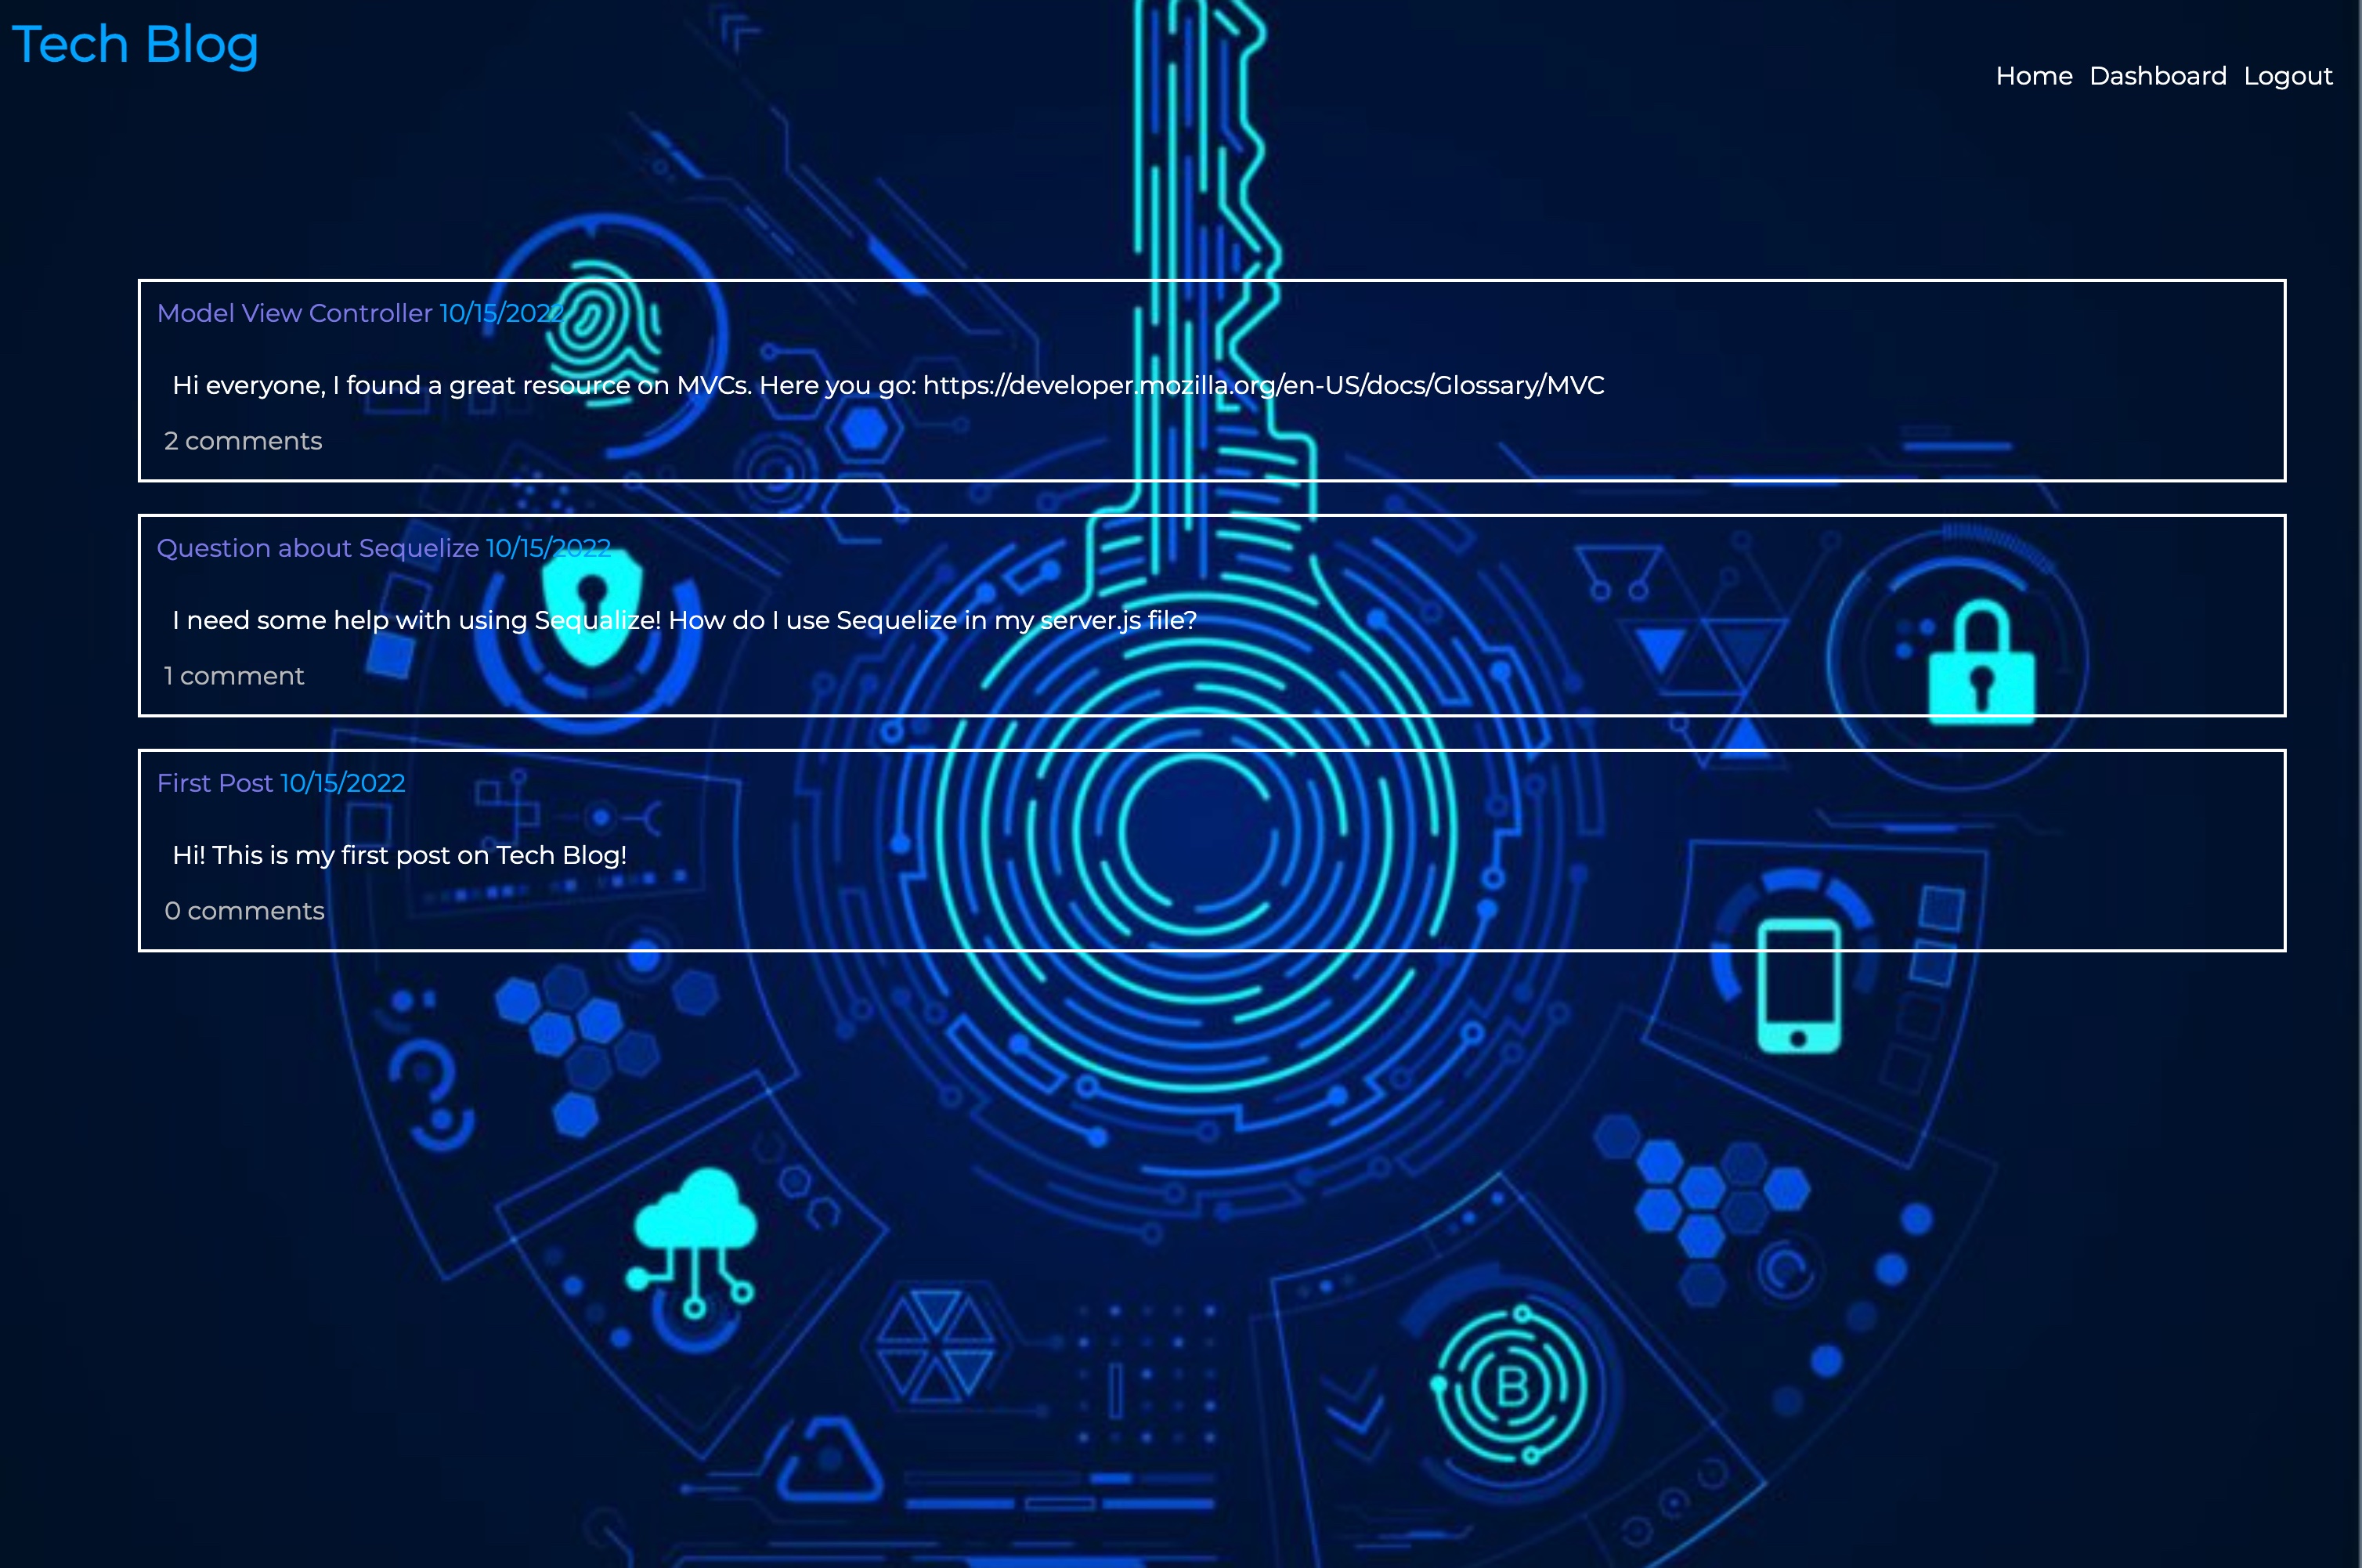 Tech Blog
Home Dashboard Logout
Model View Controller 10/15/2022
Hi everyone, I found a great resource on MVCs. Here you go: https://developer.mozilla.org/en-US/docs/Glossary/MVC
2 comments
Question about Sequelize 10/15/2022
I need some help with using Sequalize! How do I use Sequelize in my server.js file?
1 comment
First Post 10/15/2022
Hi! This is my first post on Tech Blog!
0 comments
B